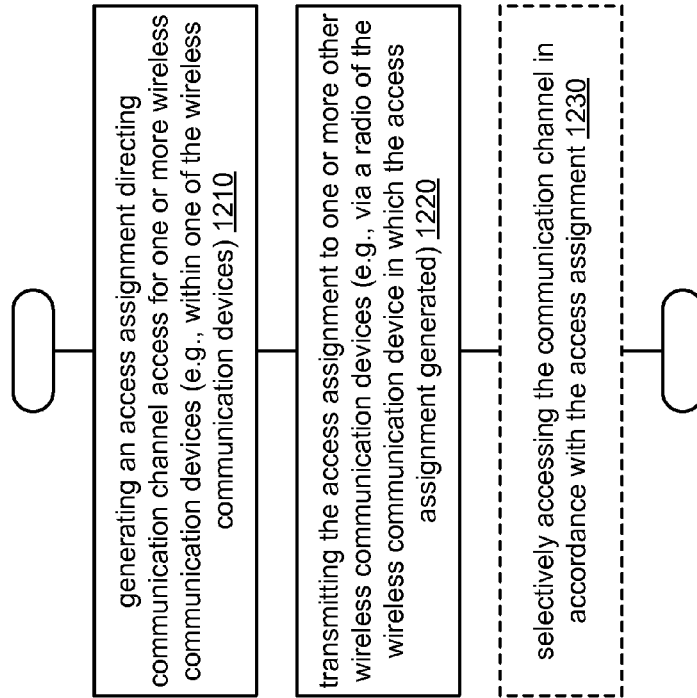 generating an access assignment directing
communication channel access for one or more wireless
communication devices (e.g., within one of the wireless
communication devices) 1210
transmitting the access assignment to one or more other
wireless communication devices (e.g., via a radio of the
wireless communication device in which the access
assignment generated) 1220
selectively accessing the communication channel in
accordance with the access assignment 1230